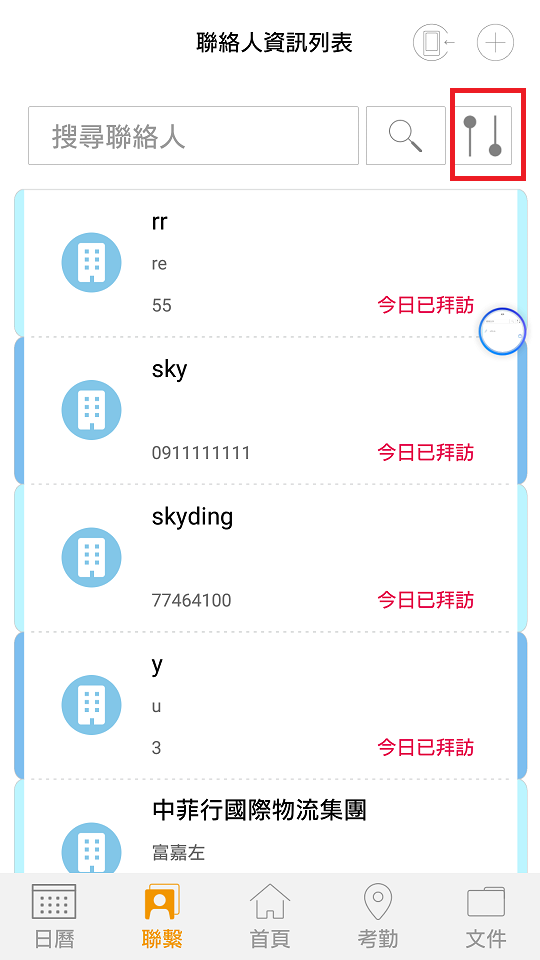 聯絡人資訊列表
搜尋聯絡人
rr
re
55
今日已拜訪
sky
0911111111
今日已拜訪
skyding
77464100
今日已拜訪
y
u
3
今日已拜訪
中菲行國際物流集團
富嘉左
日曆
聯繫
首頁
考勤
文件